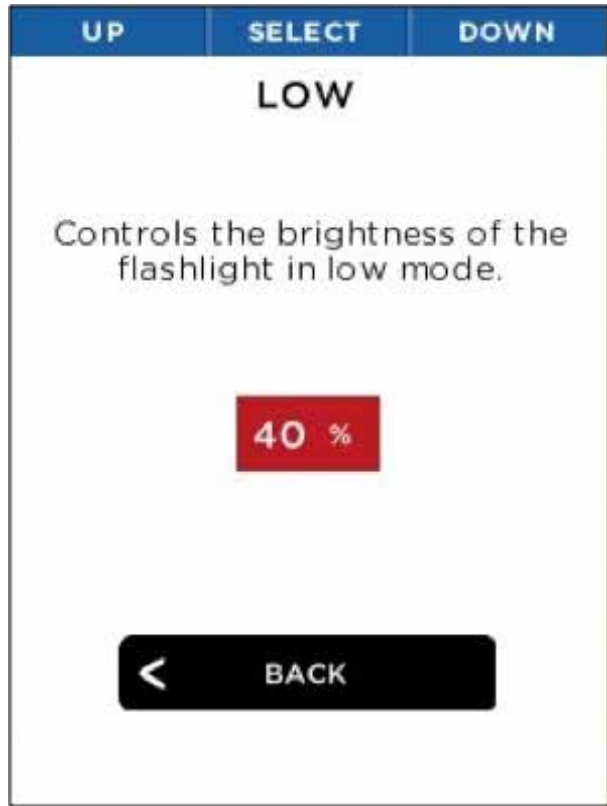 UP SELECT DOWN
LOW
Controls the brightness of the
flashlight in low mode.
40 %
< BACK